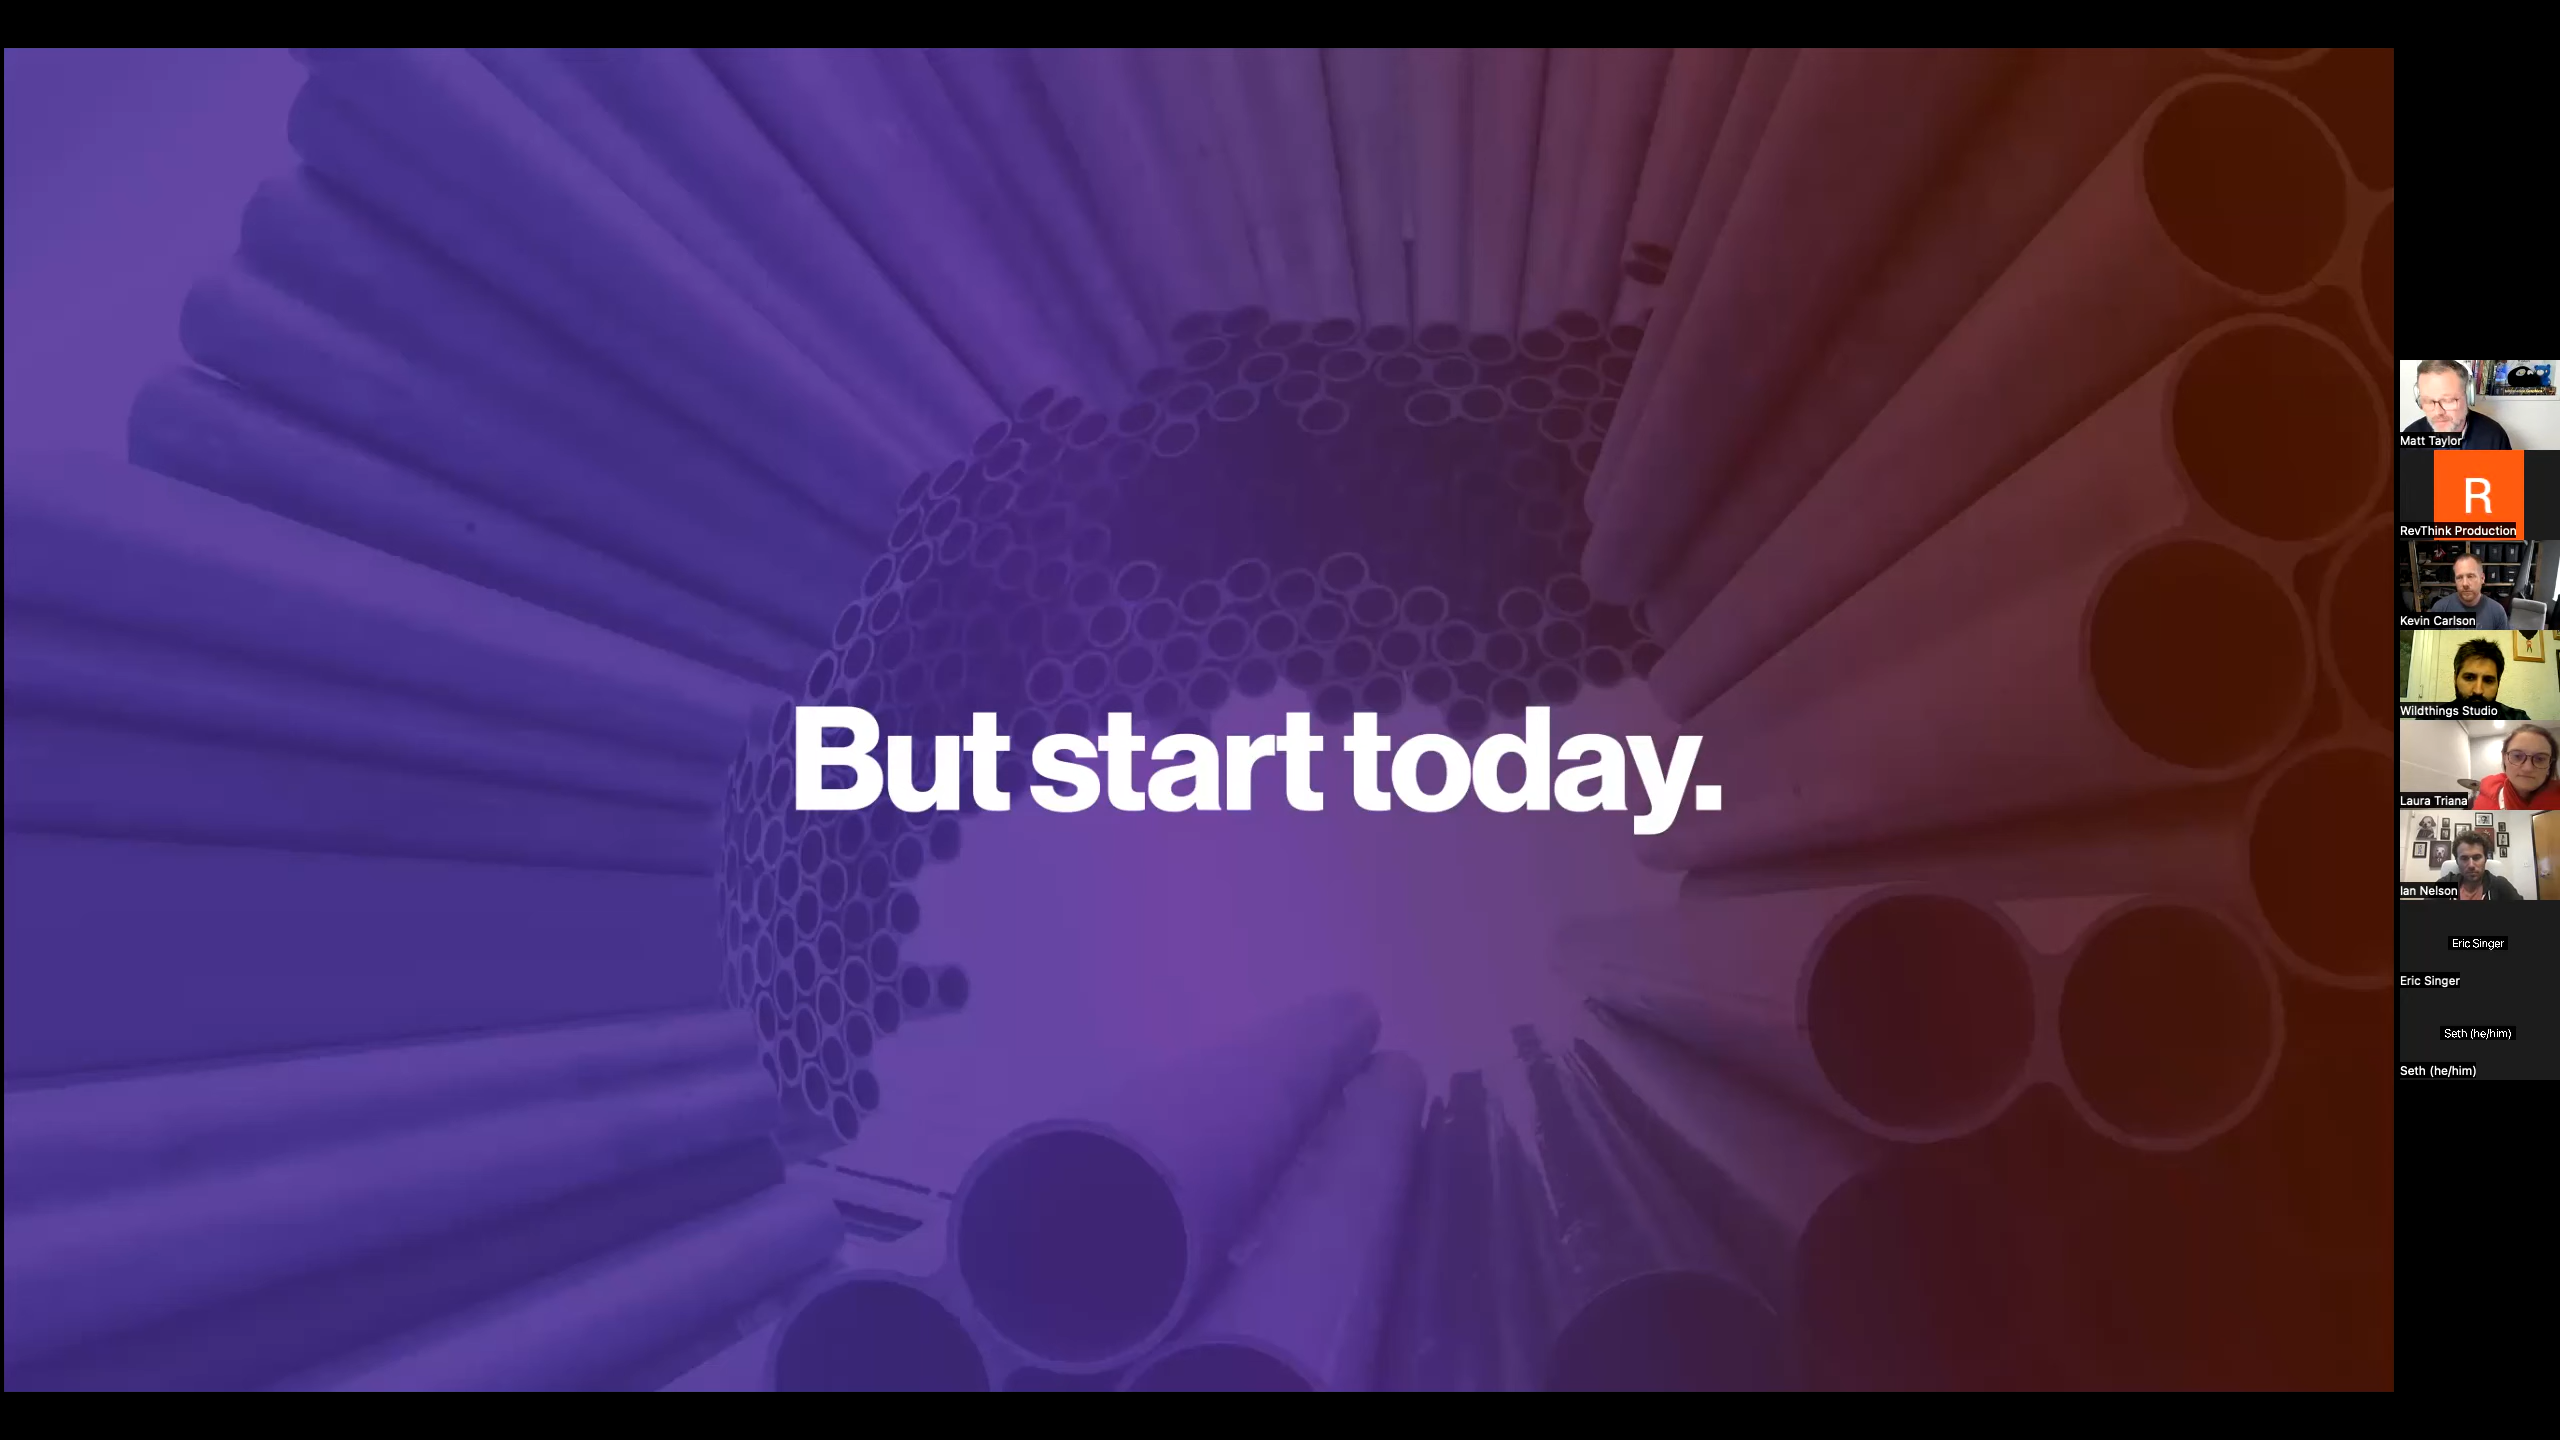 But start today.
Matt Taylor
R
RevThink Production
Kevin Carlson
Wildthings Studio
Laura Triana
Ian Nelson
Eric Singer
Eric Singer
Seth (he/him)
Seth (he/him)